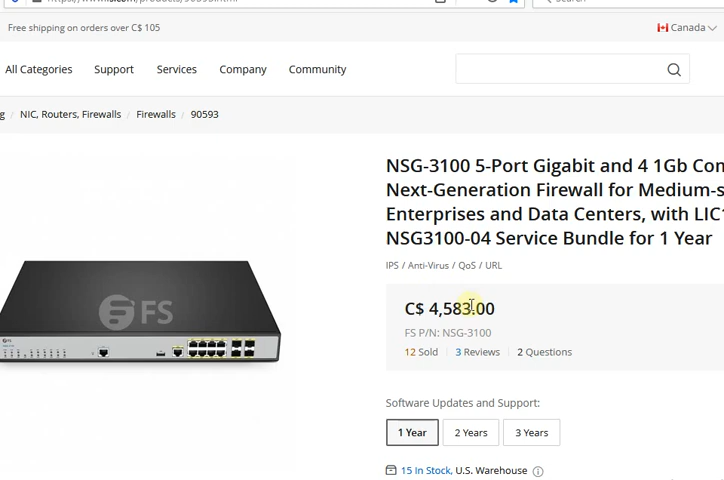 Search
Free shipping on orders over C$ 105
Canada
All Categories Support Services Company Community
NIC, Routers, Firewalls / Firewalls / 90593
NSG-3100 5-Port Gigabit and 4 1Gb
Next-Generation Firewall for
Enterprises and Data Centers, with
NSG3100-04 Service Bundle for 1 Year
IPS / Anti-Virus / QoS / URL
C$ 4,583.00
FS P/N: NSG-3100
12 Sold 3 Reviews 2 Questions
FS
Software Updates and Support:
1 Year 2 Years 3 Years
15 In Stock, U.S. Warehouse